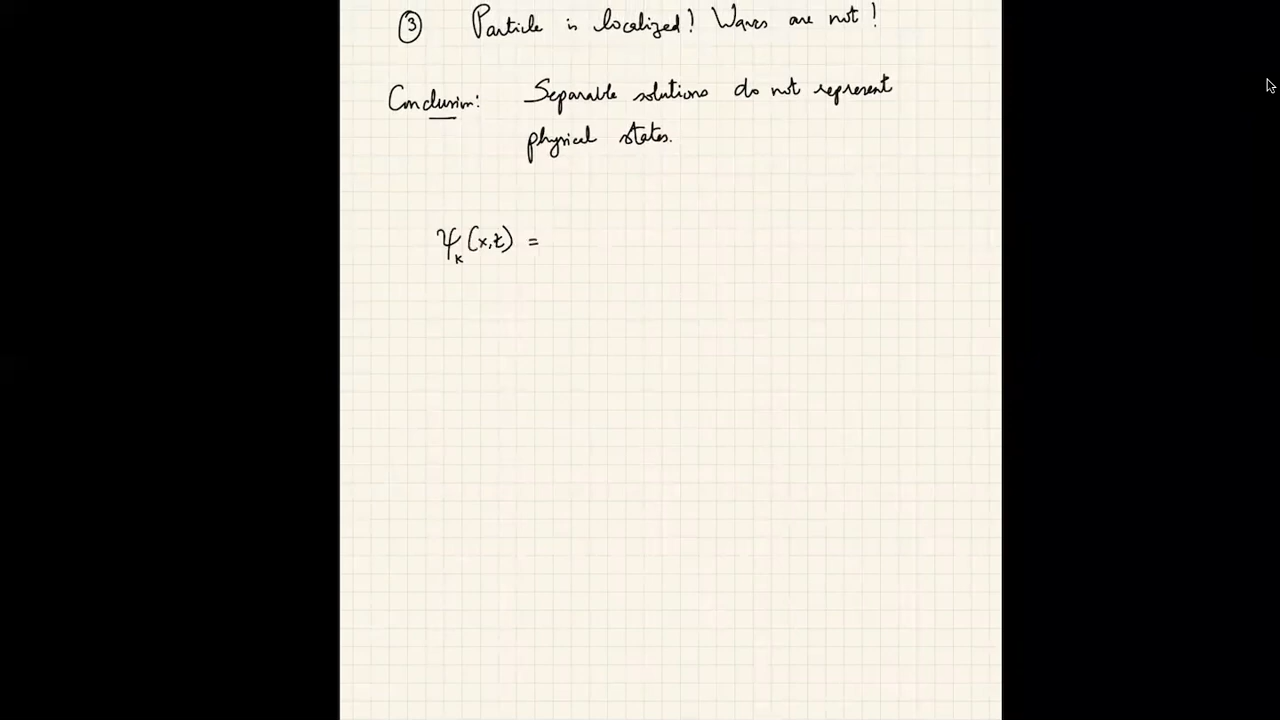 ③ Particle is localized! Waves are not!
Conclusion: Separable solutions do not represent
physical states.
ψₖ(x,t) =